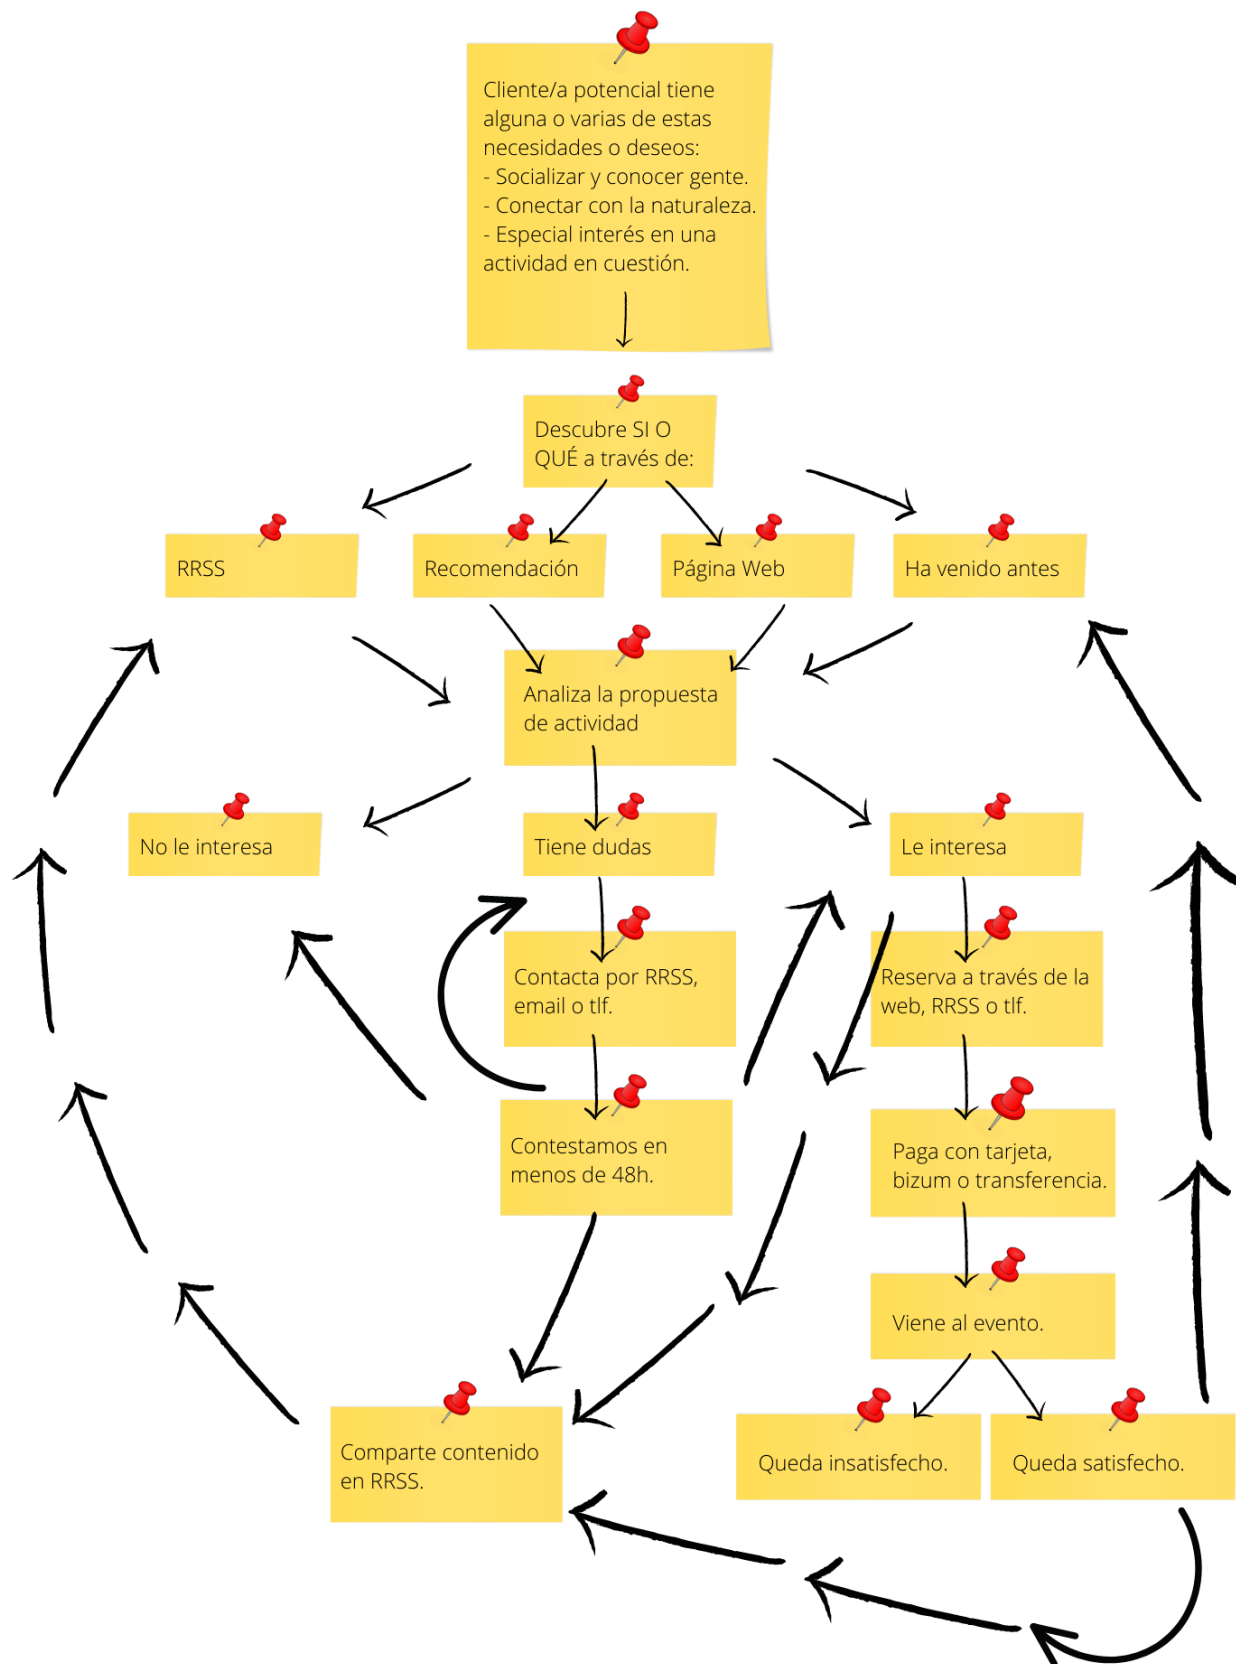 Cliente/a potencial tiene
alguna o varias de estas
necesidades o deseos:
- Socializar y conocer gente.
- Conectar con la naturaleza.
- Especial interés en una
actividad en cuestión.
Descubre SI O
QUÉ a través de:
RRSS
Recomendación
Página Web
Ha venido antes
Analiza la propuesta
de actividad
No le interesa
Tiene dudas
Le interesa
Contacta por RRSS,
email o tlf.
Reserva a través de la
web, RRSS o tlf.
Contestamos en
menos de 48h.
Paga con tarjeta,
bizum o transferencia.
Viene al evento.
Comparte contenido
en RRSS.
Queda insatisfecho.
Queda satisfecho.